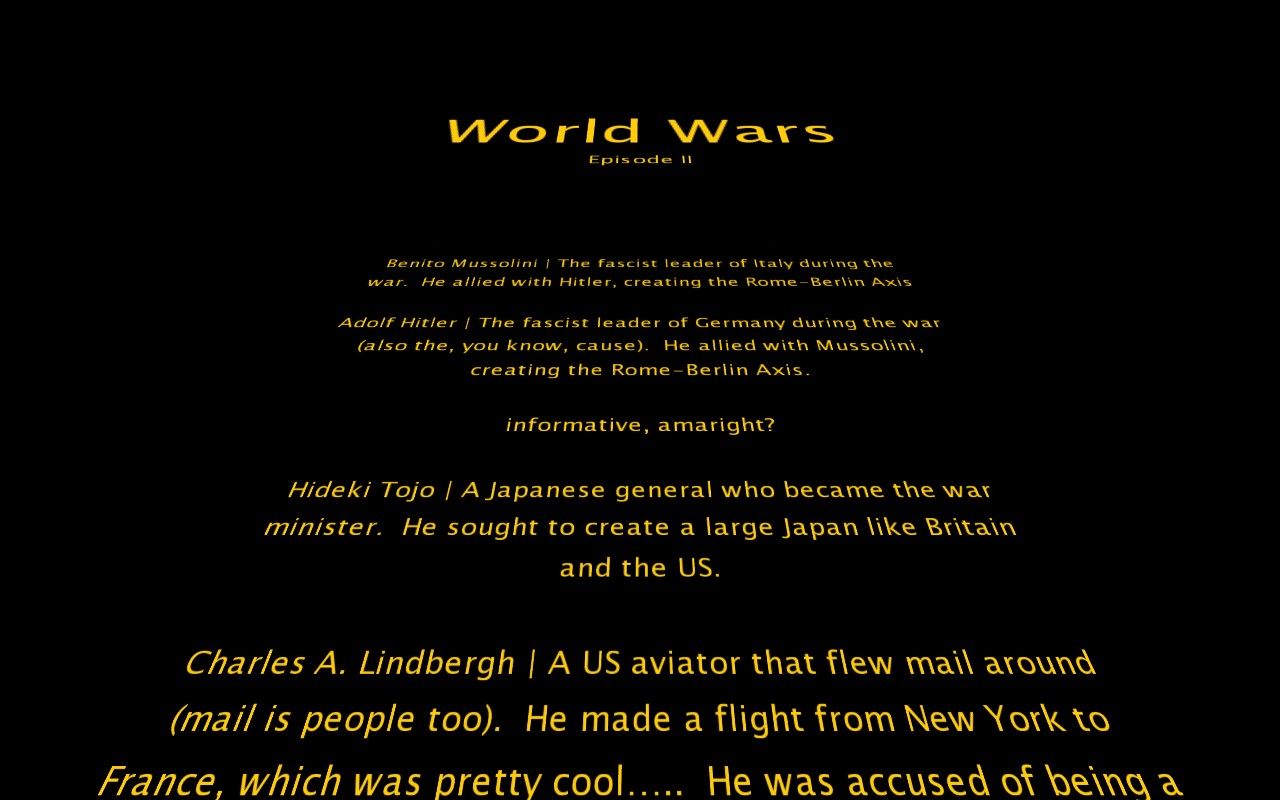 World Wars
Episode II
Benito Mussolini | The fascist leader of Italy during the
war.  He allied with Hitler, creating the Rome-Berlin Axis
Adolf Hitler | The fascist leader of Germany during the war
(also the, you know, cause).  He allied with Mussolini,
creating the Rome-Berlin Axis.
informative, amaright?
Hideki Tojo | A Japanese general who became the war
minister.  He sought to create a large Japan like Britain
and the US.
Charles A. Lindbergh | A US aviator that flew mail around
(mail is people too).  He made a flight from New York to
France, which was pretty cool.....  He was accused of being a